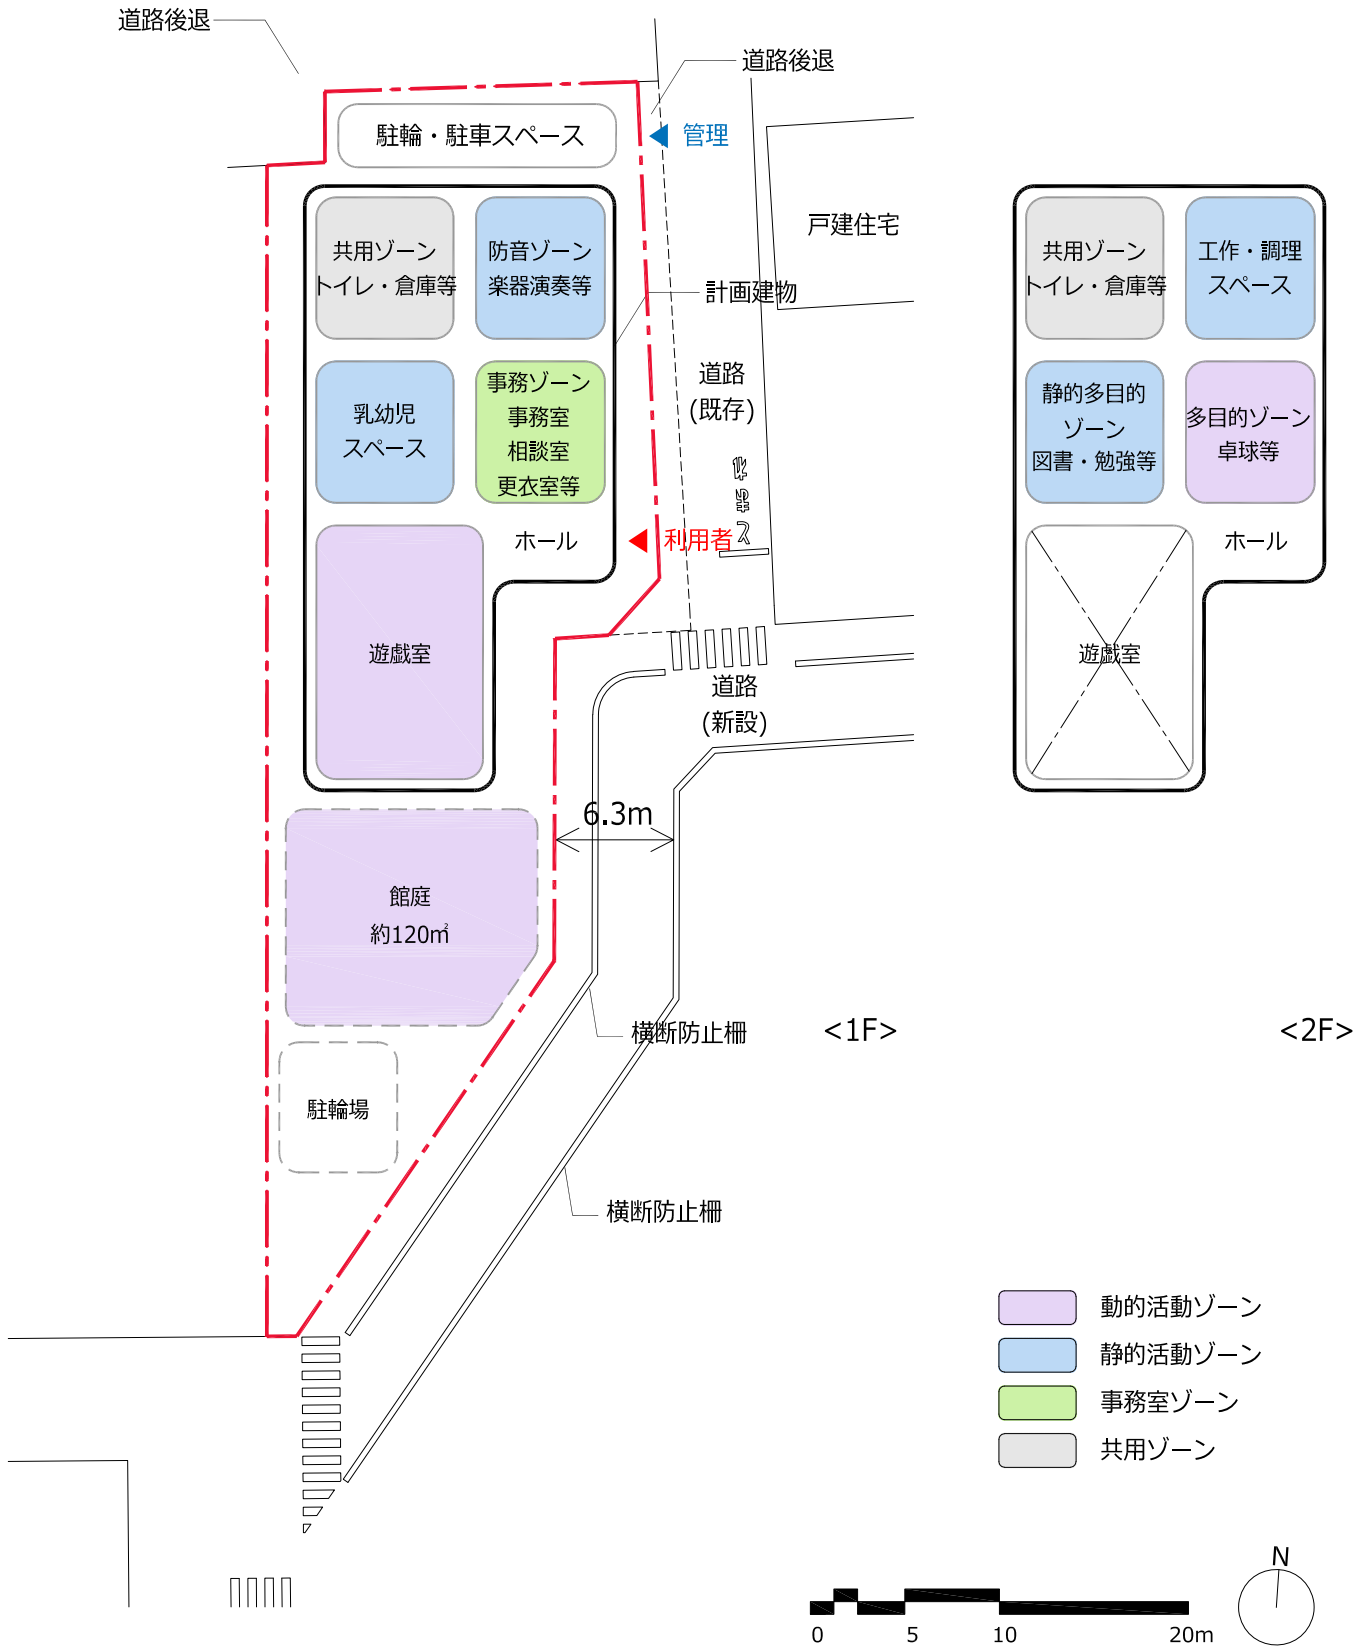 道路後退
道路後退
駐輪・駐車スペース
管理
戸建住宅
共用ゾーン
トイレ・倉庫等
防音ゾーン
楽器演奏等
計画建物
乳幼児
スペース
事務ゾーン
事務室
相談室
更衣室等
道路
(既存)
止まれ
ホール
利用者
遊戯室
道路
(新設)
6.3m
館庭
約120㎡
横断防止柵
駐輪場
横断防止柵
<1F>
共用ゾーン
トイレ・倉庫等
工作・調理
スペース
静的多目的
ゾーン
図書・勉強等
多目的ゾーン
卓球等
ホール
遊戯室
<2F>
動的活動ゾーン
静的活動ゾーン
事務室ゾーン
共用ゾーン
N
0 5 10 20m